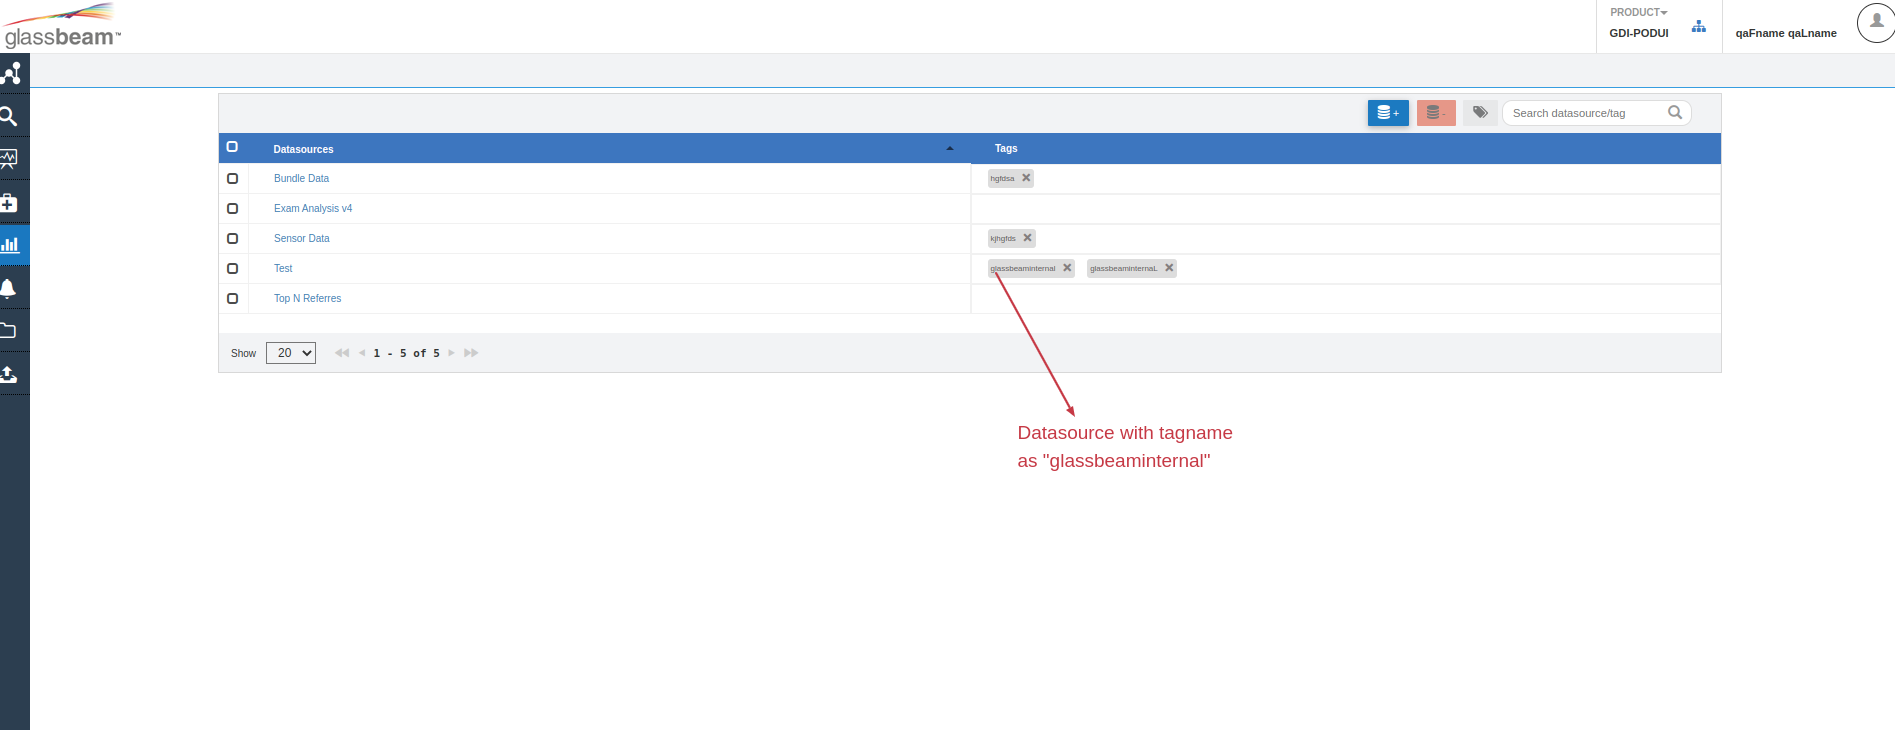 glassbeam™
PRODUCT
GDI-PODUI
qaFname qaLname
+
-
Search datasource/tag
Datasources
Tags
Bundle Data
hgfdsa
Exam Analysis v4
Sensor Data
kjhgfds
Test
glassbeaminternal
glassbeaminternaL
Top N Referres
Show
20
1 - 5 of 5
Datasource with tagname
as "glassbeaminternal"